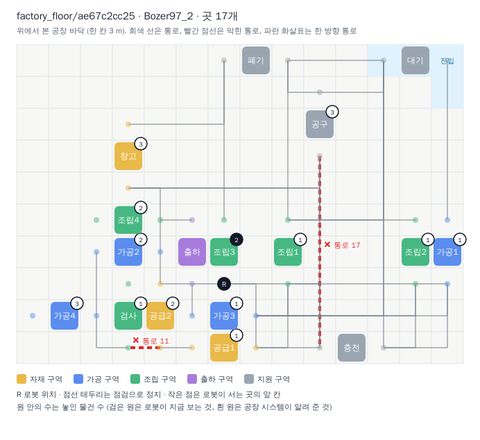 factory_floor/ae67c2cc25 · Bozer97_2 · 곳 17개
위에서 본 공장 바닥 (한 칸 3 m). 회색 선은 통로, 빨간 점선은 막힌 통로, 파란 화살표는 한 방향 통로
폐기
대기
진입
3
공구
3
창고
2
조립4
2
가공2
출하
2
조립3
1
조립1
✖ 통로 17
1
조립2
1
가공1
R
3
가공4
1
검사
2
공급2
1
가공3
✖ 통로 11
1
공급1
충전
자재 구역
가공 구역
조립 구역
출하 구역
지원 구역
R 로봇 위치 · 점선 테두리는 점검으로 정지 · 작은 점은 로봇이 서는 곳의 앞 칸
원 안의 수는 놓인 물건 수 (검은 원은 로봇이 지금 보는 것, 흰 원은 공장 시스템이 알려 준 것)